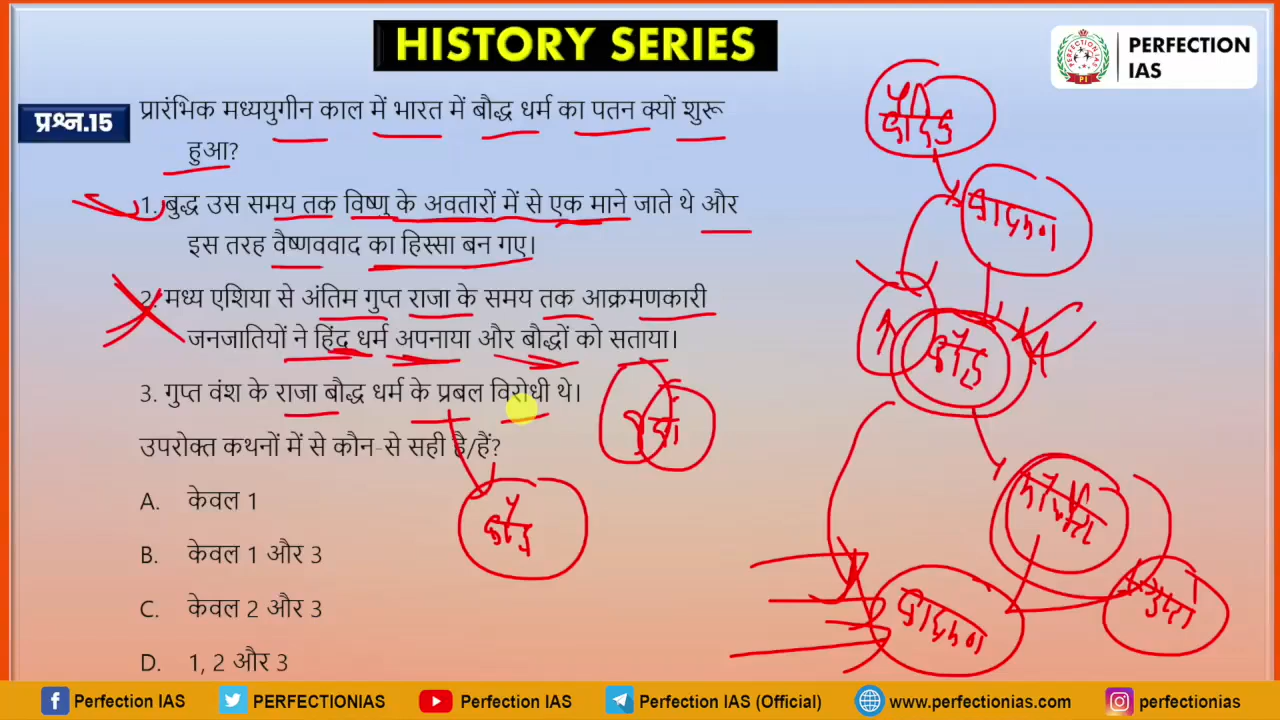 HISTORY SERIES
PERFECTION
IAS
प्रश्न.15
प्रारंभिक मध्ययुगीन काल में भारत में बौद्ध धर्म का पतन क्यों शुरू
हुआ?
1. बुद्ध उस समय तक विष्णु के अवतारों में से एक माने जाते थे और
इस तरह वैष्णववाद का हिस्सा बन गए।
2. मध्य एशिया से अंतिम गुप्त राजा के समय तक आक्रमणकारी
जनजातियों ने हिंदू धर्म अपनाया और बौद्धों को सताया।
3. गुप्त वंश के राजा बौद्ध धर्म के प्रबल विरोधी थे।
उपरोक्त कथनों में से कौन-से सही है/हैं?
A. केवल 1
B. केवल 1 और 3
C. केवल 2 और 3
D. 1, 2 और 3
Perfection IAS
PERFECTIONIAS
Perfection IAS
Perfection IAS (Official)
www.perfectionias.com
perfectionias